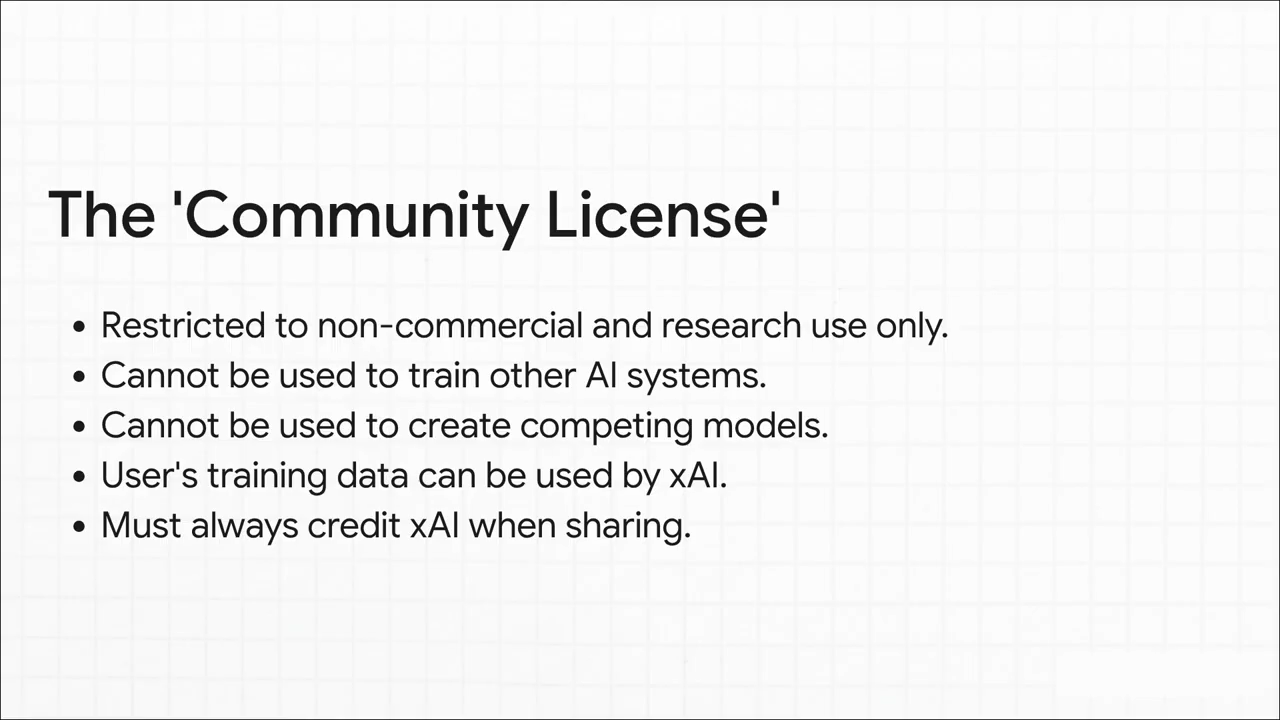 The 'Community License'
• Restricted to non-commercial and research use only.
• Cannot be used to train other AI systems.
• Cannot be used to create competing models.
• User's training data can be used by xAI.
• Must always credit xAI when sharing.